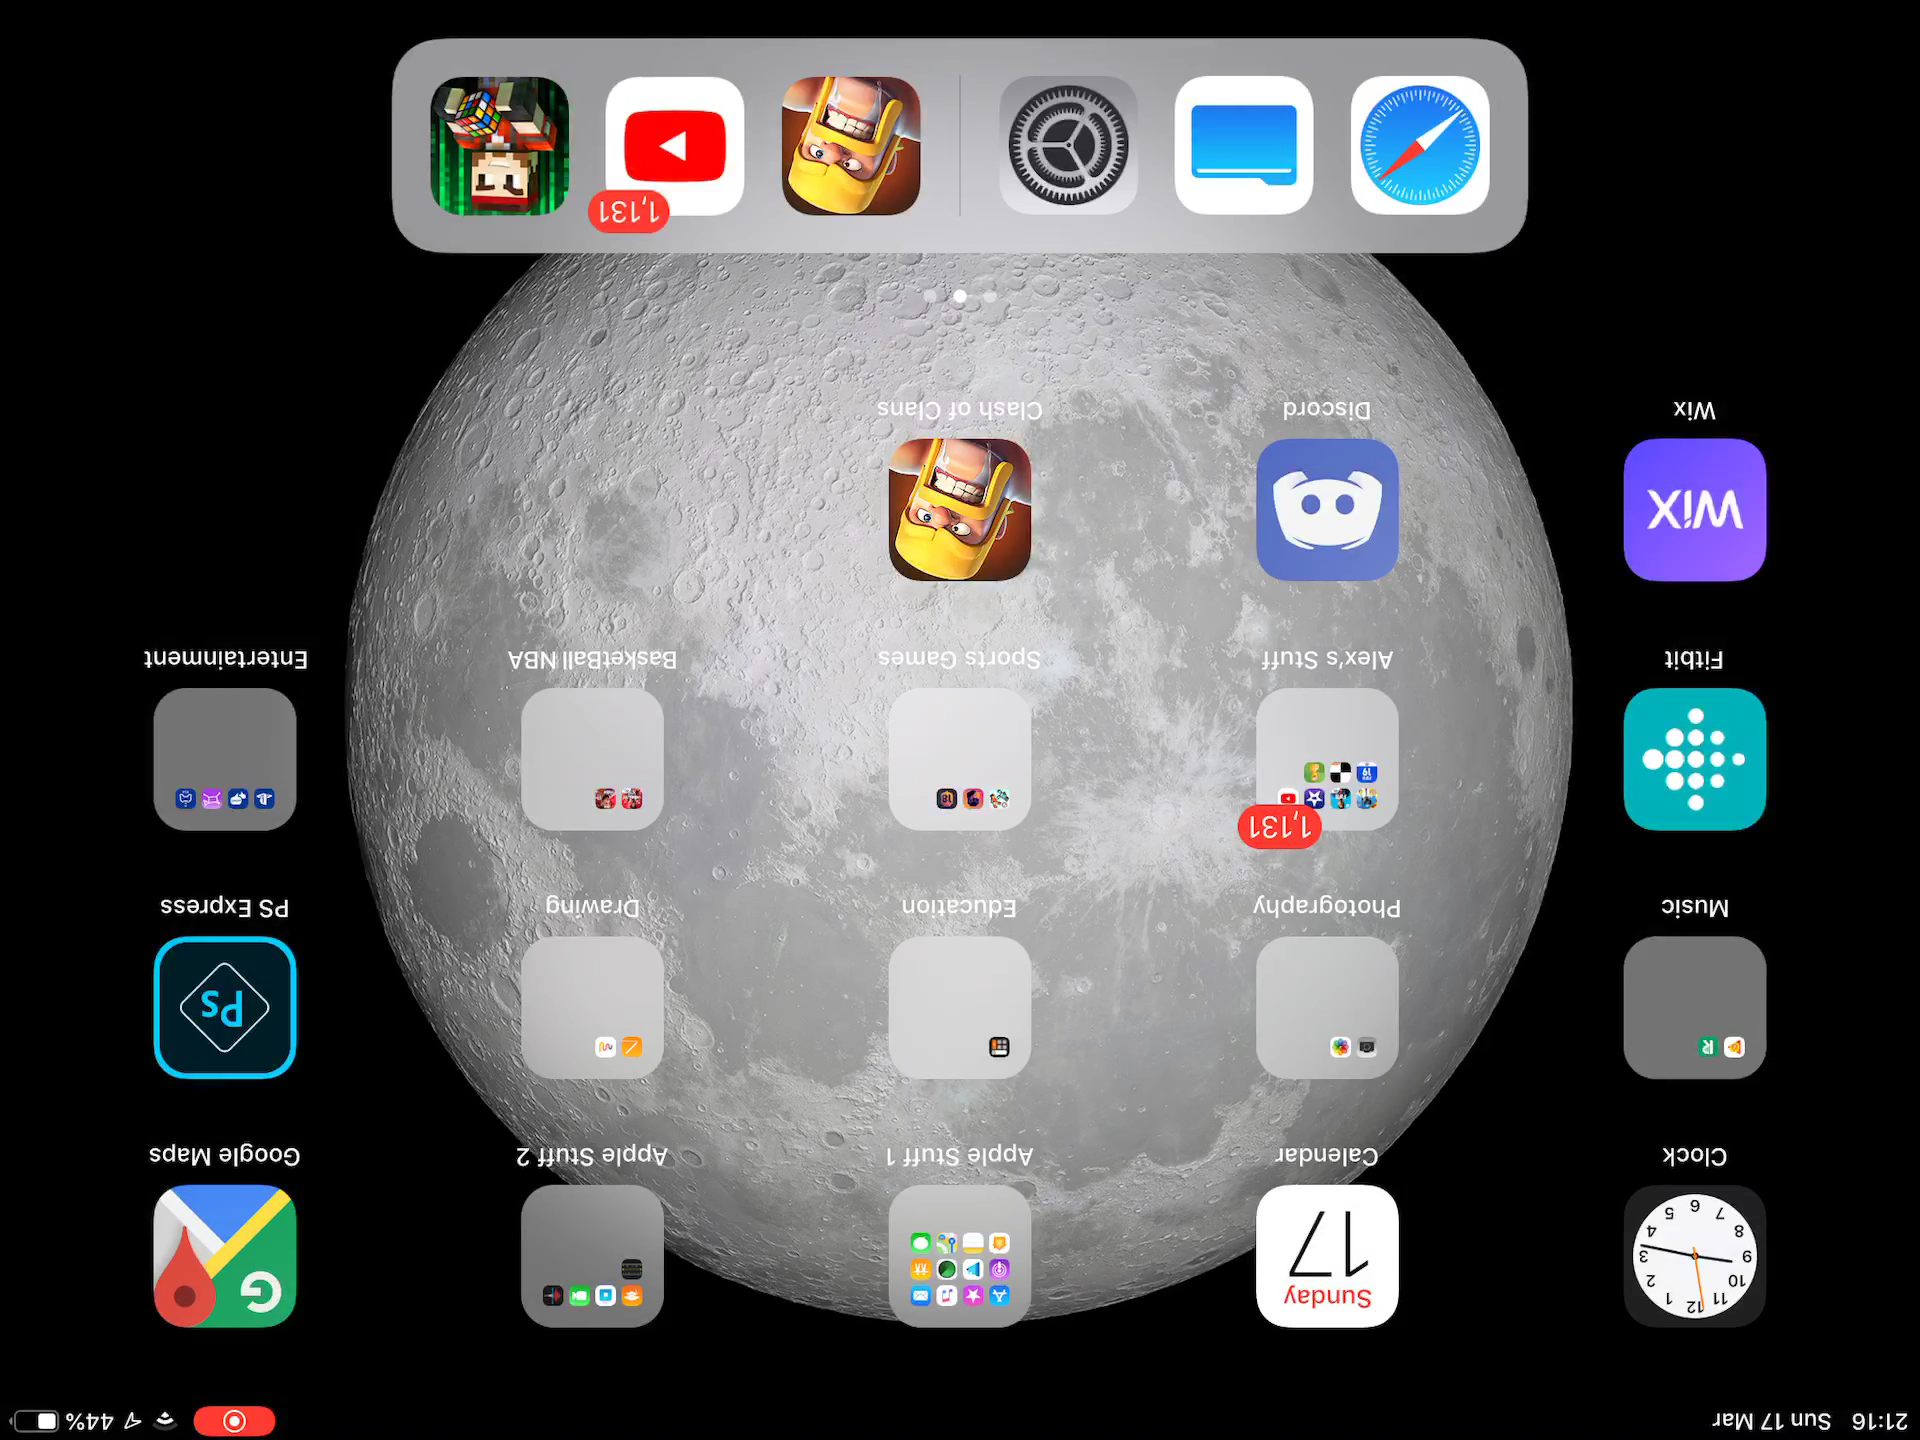 21:16 Sun 17 Mar
44%
Sunday
17
Clock
Calendar
Apple Stuff 1
Apple Stuff 2
Google Maps
Music
Photography
Education
Drawing
Ps
PS Express
1,131
Fitbit
Alex's Stuff
Sports Games
BasketBall NBA
Entertainment
WiX
Wix
Discord
Clash of Clans
1,131